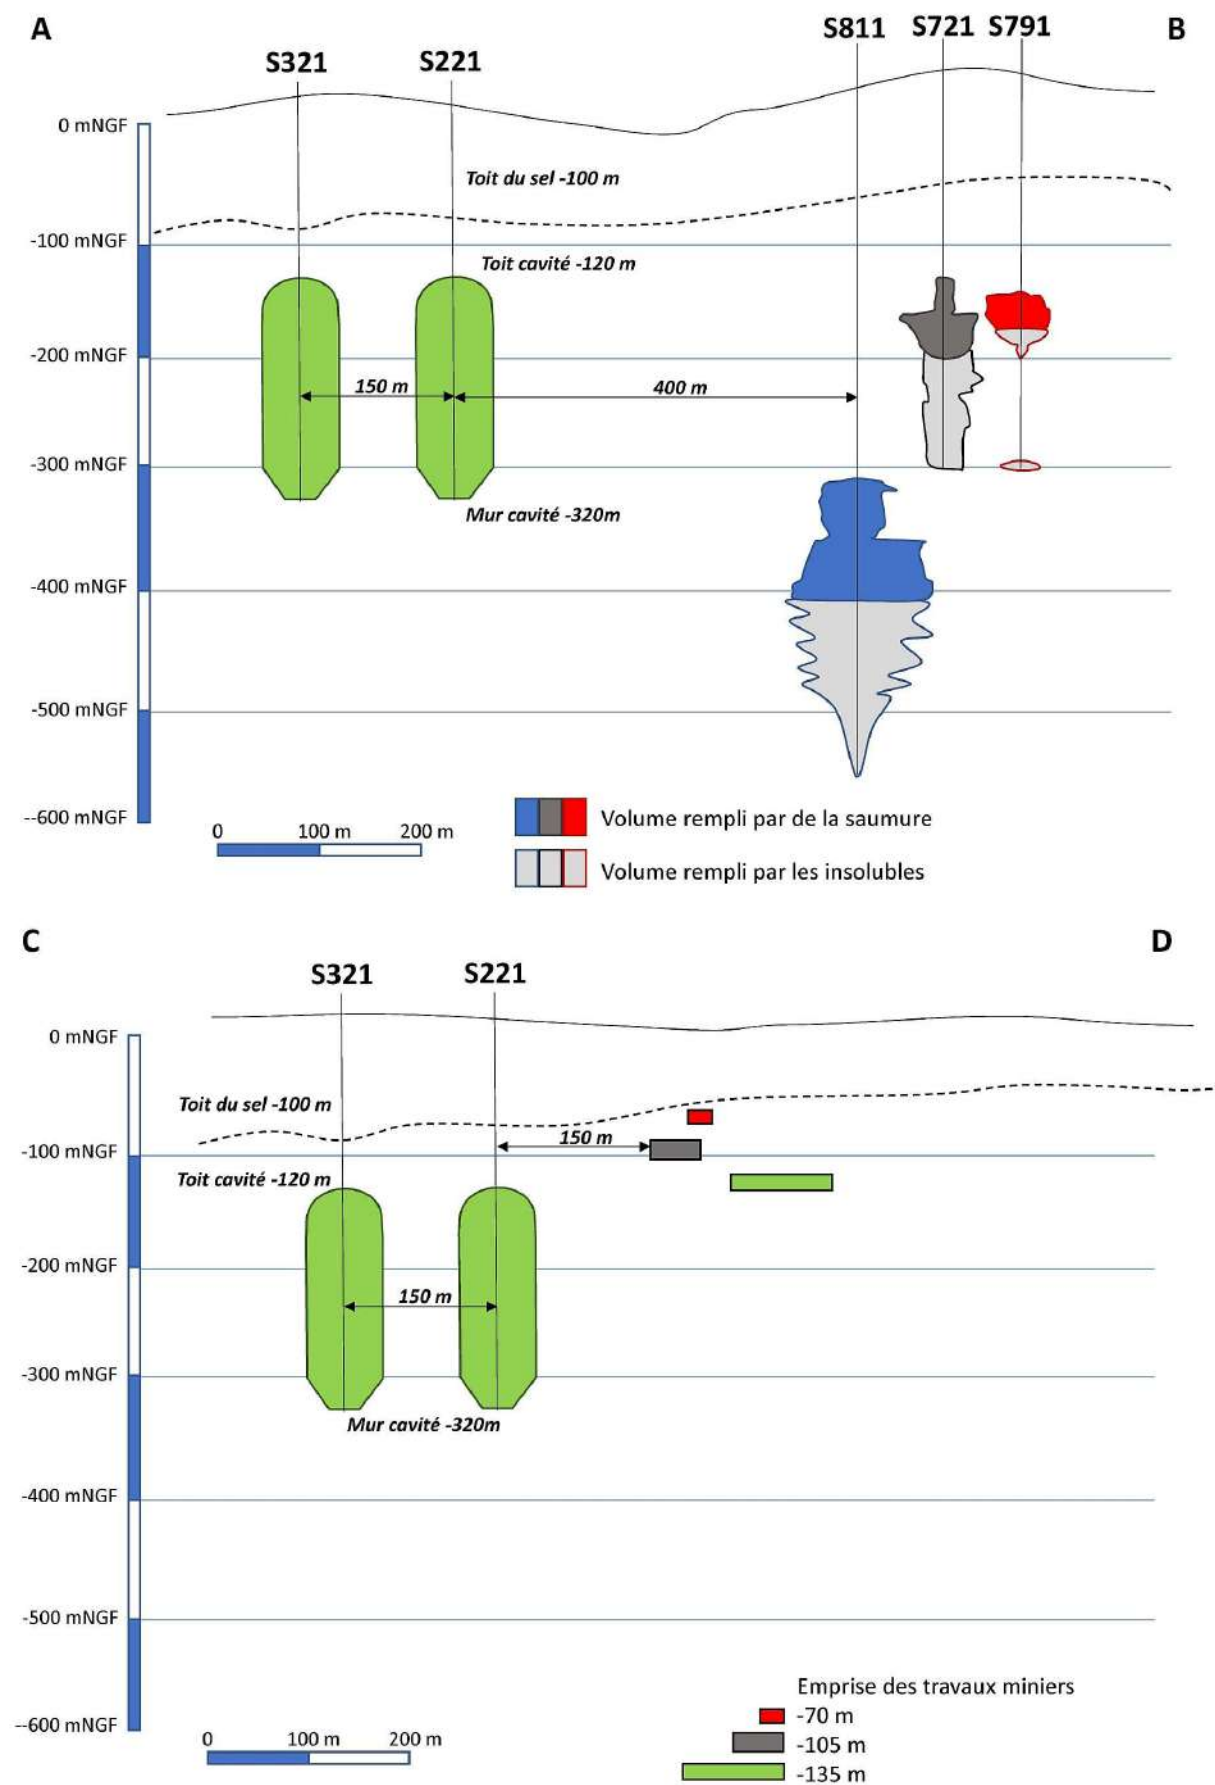 A
B
S811 S721 S791
S321
S221
0 mNGF
Toit du sel -100 m
-100 mNGF
Toit cavité -120 m
-200 mNGF
150 m
400 m
-300 mNGF
Mur cavité -320m
-400 mNGF
-500 mNGF
--600 mNGF
0
100 m
200 m
Volume rempli par de la saumure
Volume rempli par les insolubles
C
D
S321
S221
0 mNGF
Toit du sel -100 m
150 m
-100 mNGF
Toit cavité -120 m
-200 mNGF
150 m
-300 mNGF
Mur cavité -320m
-400 mNGF
-500 mNGF
Emprise des travaux miniers
-70 m
--600 mNGF
0
100 m
200 m
-105 m
-135 m